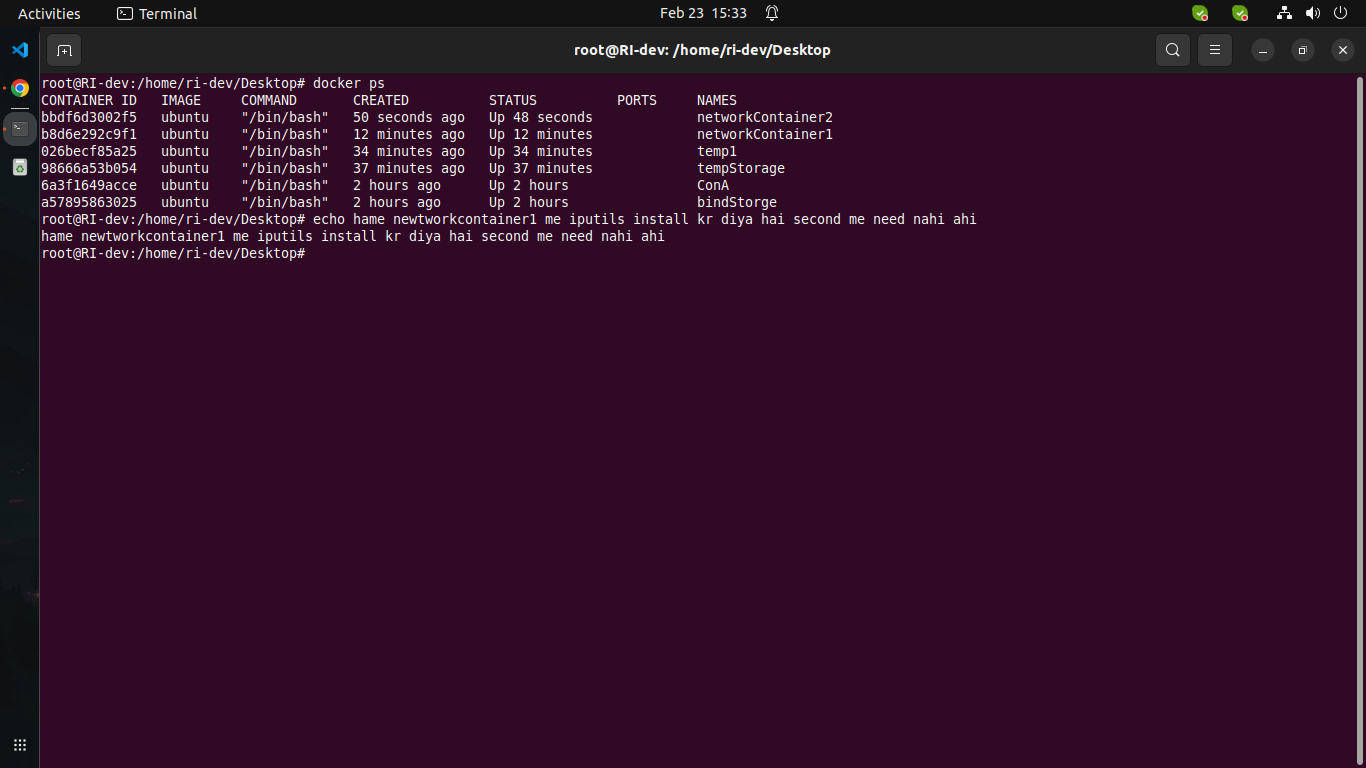 Activities Terminal Feb 23 15:33
root@RI-dev: /home/ri-dev/Desktop
root@RI-dev:/home/ri-dev/Desktop# docker ps
CONTAINER ID   IMAGE     COMMAND       CREATED          STATUS          PORTS     NAMES
bbdf6d3002f5   ubuntu    "/bin/bash"   50 seconds ago   Up 48 seconds             networkContainer2
b8d6e292c9f1   ubuntu    "/bin/bash"   12 minutes ago   Up 12 minutes             networkContainer1
026becf85a25   ubuntu    "/bin/bash"   34 minutes ago   Up 34 minutes             temp1
98666a53b054   ubuntu    "/bin/bash"   37 minutes ago   Up 37 minutes             tempStorage
6a3f1649acce   ubuntu    "/bin/bash"   2 hours ago      Up 2 hours                ConA
a57895863025   ubuntu    "/bin/bash"   2 hours ago      Up 2 hours                bindStorge
root@RI-dev:/home/ri-dev/Desktop# echo hame newtworkcontainer1 me iputils install kr diya hai second me need nahi ahi
hame newtworkcontainer1 me iputils install kr diya hai second me need nahi ahi
root@RI-dev:/home/ri-dev/Desktop#